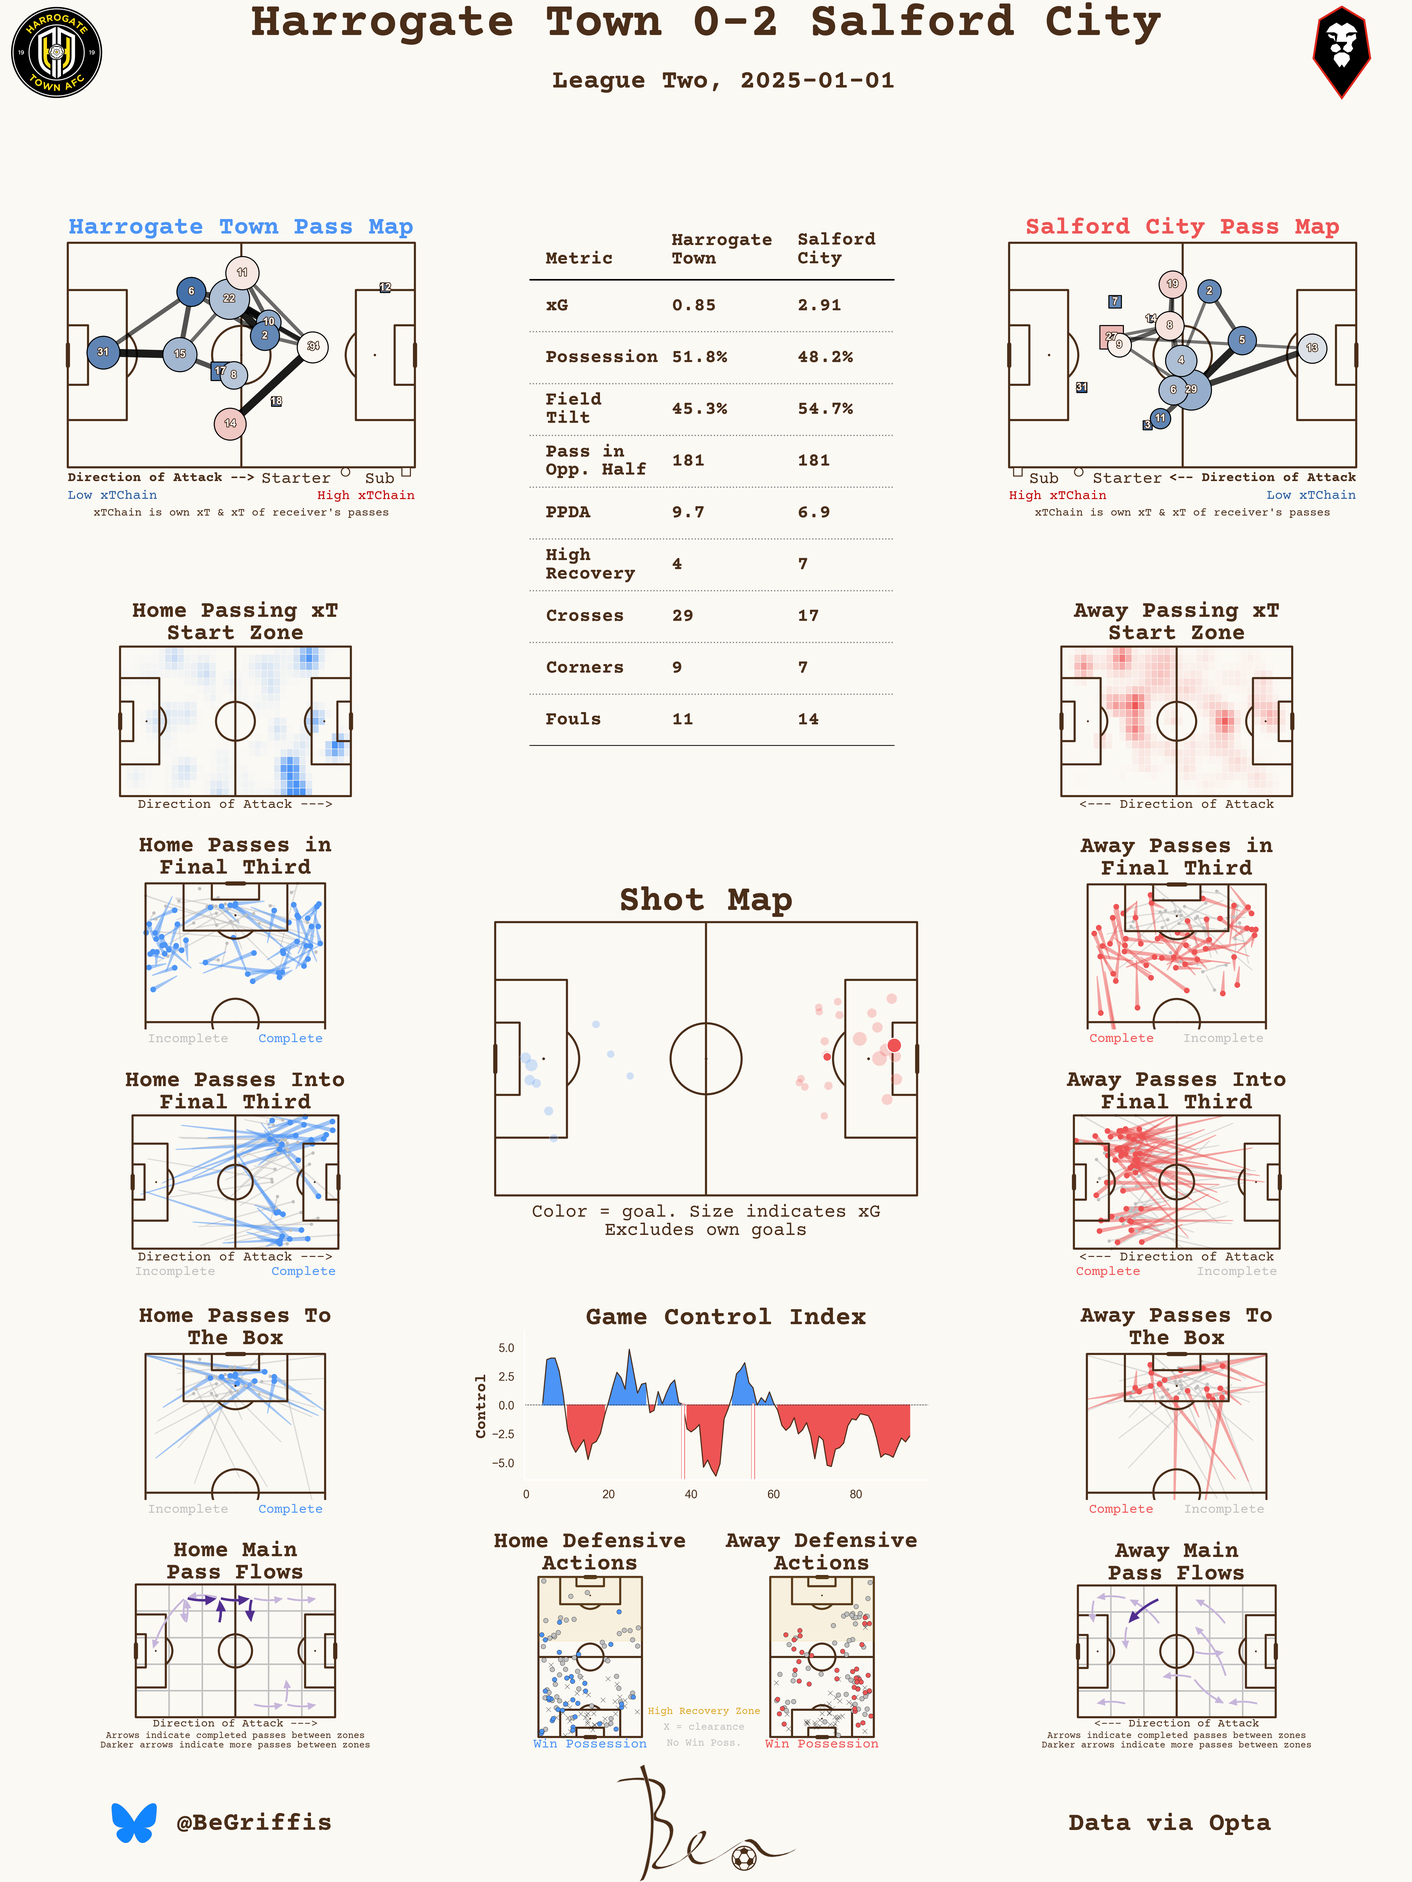 Harrogate Town 0-2 Salford City
League Two, 2025-01-01
HARROGATE
19 19
TOWN AFC
Harrogate Town Pass Map
11
6
22
12
10
2
31
15
17
8
18
14
Direction of Attack --> Starter Sub
Low xTChain High xTChain
xTChain is own xT & xT of receiver's passes
Metric Harrogate Town Salford City
xG 0.85 2.91
Possession 51.8% 48.2%
Field Tilt 45.3% 54.7%
Pass in Opp. Half 181 181
PPDA 9.7 6.9
High Recovery 4 7
Crosses 29 17
Corners 9 7
Fouls 11 14
Salford City Pass Map
19
2
7
14
8
27
9
5
13
4
31
6
29
11
3
Sub Starter <-- Direction of Attack
High xTChain Low xTChain
xTChain is own xT & xT of receiver's passes
Home Passing xT
Start Zone
Direction of Attack --->
Away Passing xT
Start Zone
<--- Direction of Attack
Home Passes in
Final Third
Incomplete Complete
Away Passes in
Final Third
Complete Incomplete
Shot Map
Color = goal. Size indicates xG
Excludes own goals
Home Passes Into
Final Third
Direction of Attack --->
Incomplete Complete
Away Passes Into
Final Third
<--- Direction of Attack
Complete Incomplete
Home Passes To
The Box
Incomplete Complete
Game Control Index
Control
5.0
2.5
0.0
−2.5
−5.0
0 20 40 60 80
Away Passes To
The Box
Complete Incomplete
Home Main
Pass Flows
Direction of Attack --->
Arrows indicate completed passes between zones
Darker arrows indicate more passes between zones
Home Defensive
Actions
Win Possession
Away Defensive
Actions
Win Possession
High Recovery Zone
X = clearance
No Win Poss.
Away Main
Pass Flows
<--- Direction of Attack
Arrows indicate completed passes between zones
Darker arrows indicate more passes between zones
@BeGriffis
Ben
Data via Opta